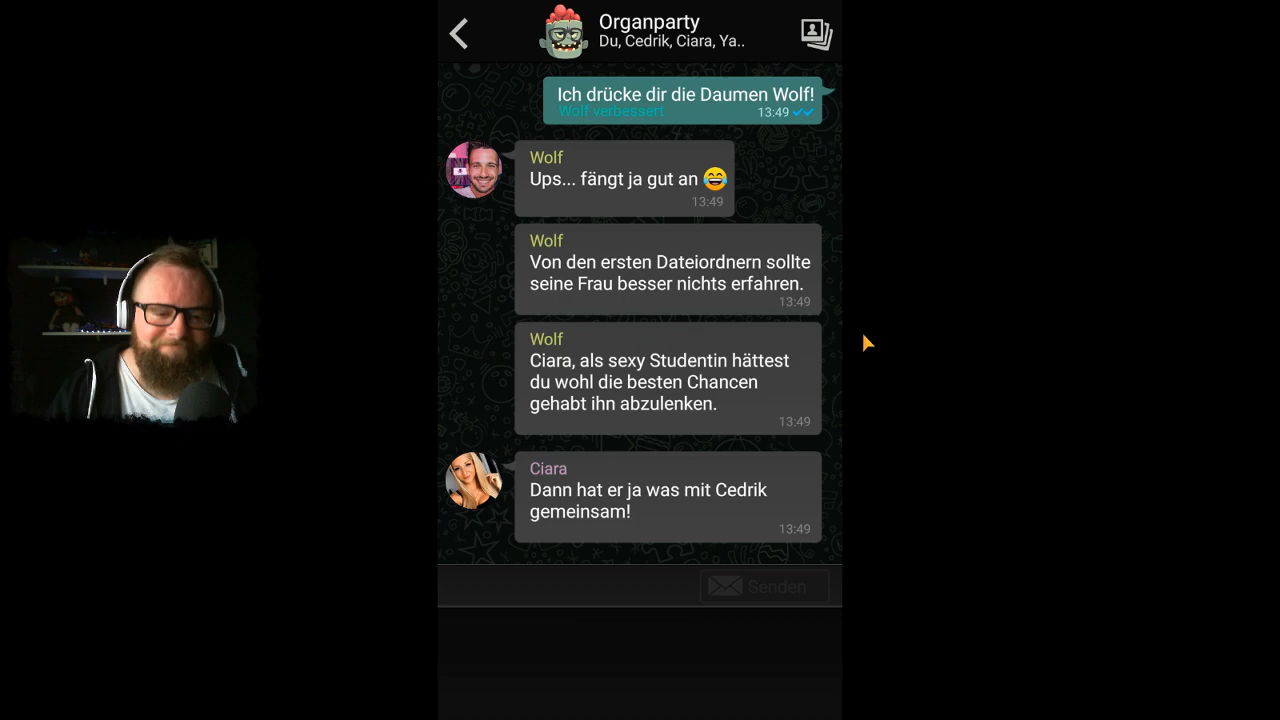 Organparty
Du, Cedrik, Ciara, Ya..
Ich drücke dir die Daumen Wolf!
Wolf verbessert
13:49
Wolf
Ups... fängt ja gut an 😂
13:49
Wolf
Von den ersten Dateiordnern sollte
seine Frau besser nichts erfahren.
13:49
Wolf
Ciara, als sexy Studentin hättest
du wohl die besten Chancen
gehabt ihn abzulenken.
13:49
Ciara
Dann hat er ja was mit Cedrik
gemeinsam!
13:49
Senden